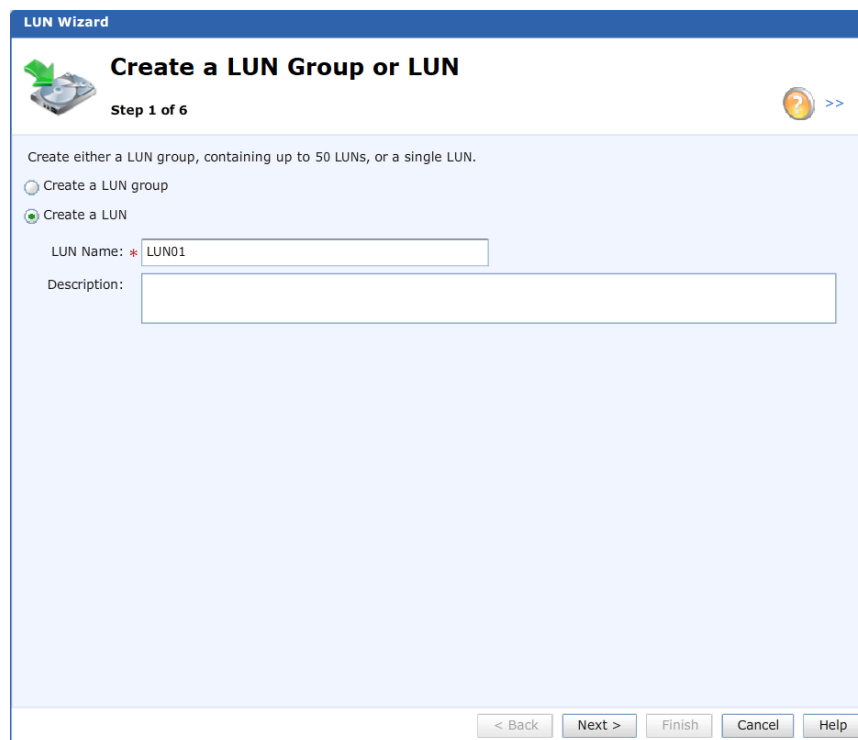 LUN Wizard
Create a LUN Group or LUN
Step 1 of 6
? >>
Create either a LUN group, containing up to 50 LUNs, or a single LUN.
Create a LUN group
Create a LUN
LUN Name: * LUN01
Description:
< Back Next > Finish Cancel Help